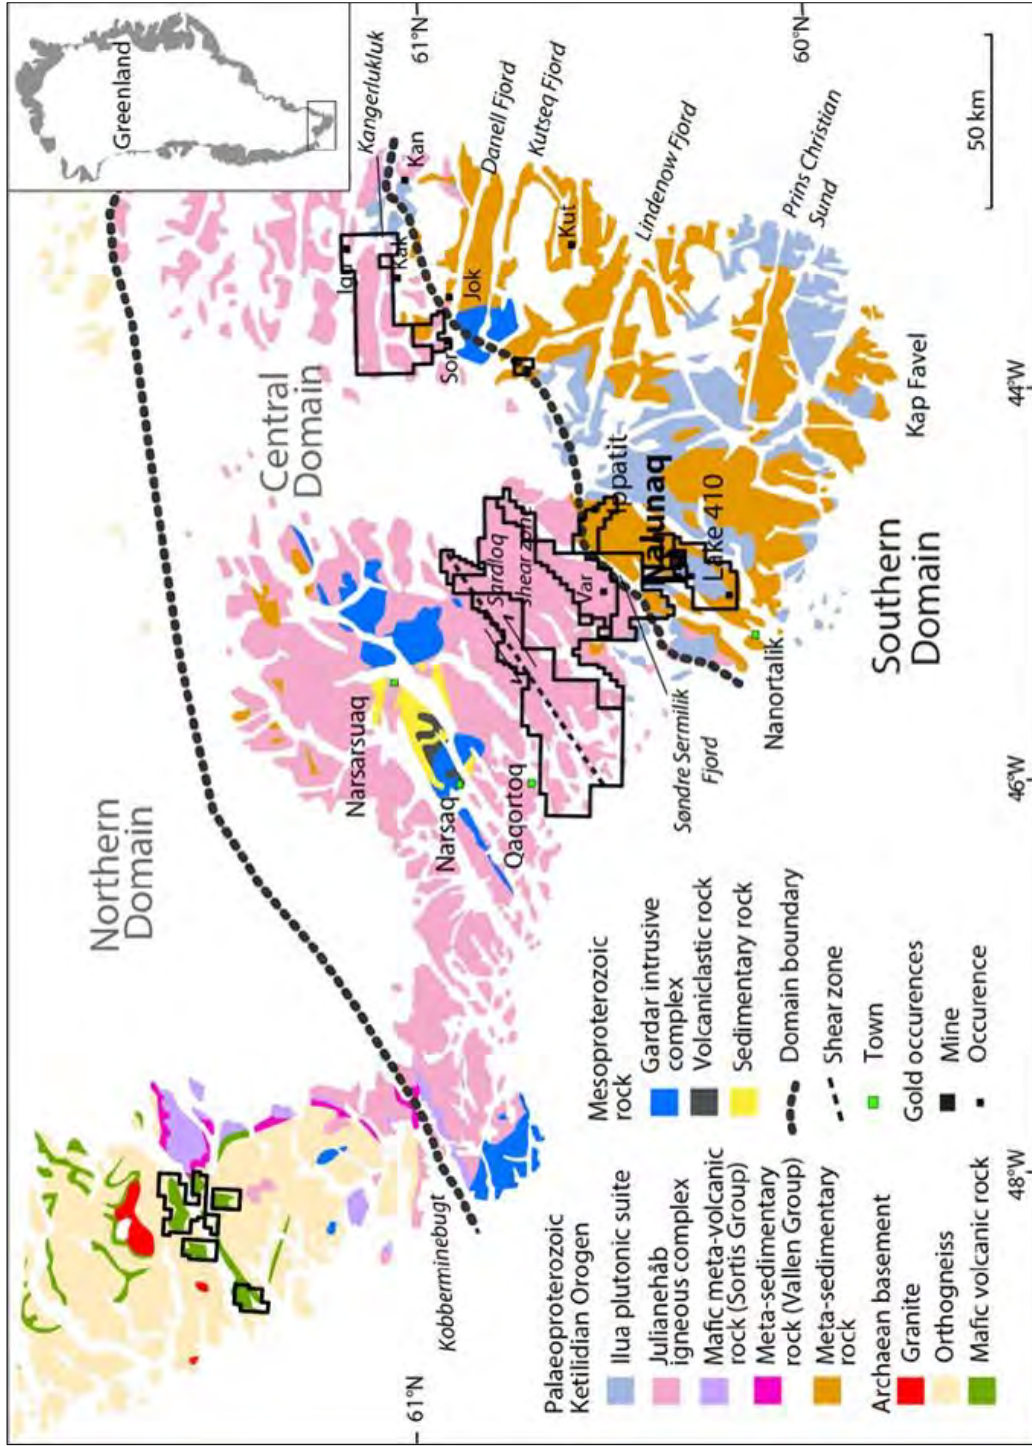 Greenland
Northern
Domain
Central
Domain
Southern
Domain
61°N
61°N
60°N
44°W
46°W
48°W
50 km
Kangerlukluk
Kan
Iqn
Kak
Danell Fjord
Kutseq Fjord
Jok
Sor
Kut
Lindenow Fjord
Prins Christian
Sund
Kap Favel
Narsarsuaq
Narsaq
Qaqortoq
Sardloq
shear zone
Var
Ippatit
Nalunaq
Lake 410
Søndre Sermilik
Fjord
Nanortalik
Kobberminebugt
Palaeoproterozoic
Ketilidian Orogen
Ilua plutonic suite
Julianehåb
igneous complex
Mafic meta-volcanic
rock (Sortis Group)
Meta-sedimentary
rock (Vallen Group)
Meta-sedimentary
rock
Archaean basement
Granite
Orthogneiss
Mafic volcanic rock
Mesoproterozoic
rock
Gardar intrusive
complex
Volcaniclastic rock
Sedimentary rock
Domain boundary
Shear zone
Town
Gold occurences
Mine
Occurence